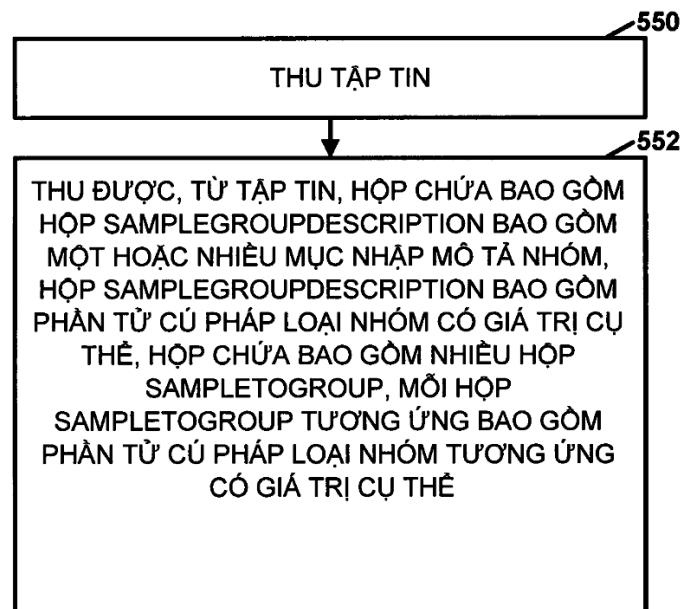 550
THU TẬP TIN
552
THU ĐƯỢC, TỪ TẬP TIN, HỘP CHỨA BAO GỒM
HỘP SAMPLEGROUPDESCRIPTION BAO GỒM
MỘT HOẶC NHIỀU MỤC NHẬP MÔ TẢ NHÓM,
HỘP SAMPLEGROUPDESCRIPTION BAO GỒM
PHẦN TỬ CÚ PHÁP LOẠI NHÓM CÓ GIÁ TRỊ CỤ
THỂ, HỘP CHỨA BAO GỒM NHIỀU HỘP
SAMPLETOGROUP, MỖI HỘP
SAMPLETOGROUP TƯƠNG ỨNG BAO GỒM
PHẦN TỬ CÚ PHÁP LOẠI NHÓM TƯƠNG ỨNG
CÓ GIÁ TRỊ CỤ THỂ